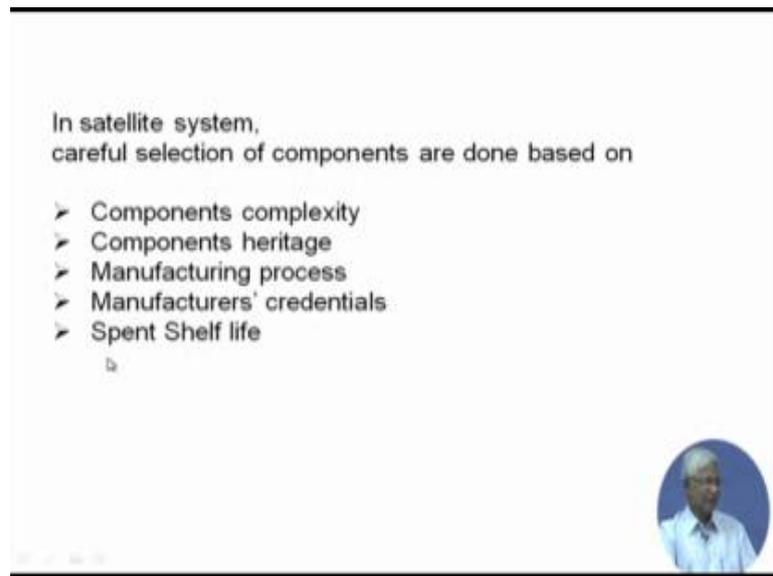 In satellite system,
careful selection of components are done based on
➢ Components complexity
➢ Components heritage
➢ Manufacturing process
➢ Manufacturers' credentials
➢ Spent Shelf life